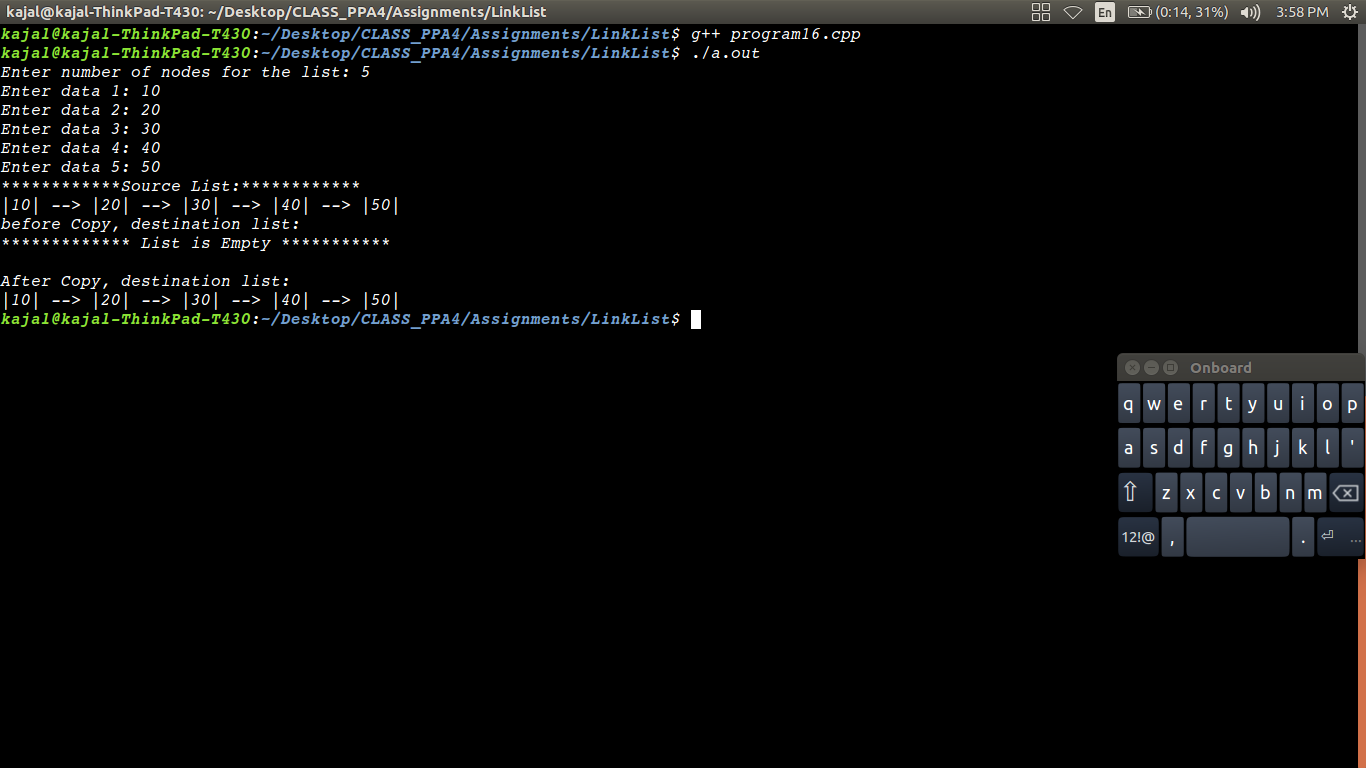 kajal@kajal-ThinkPad-T430: ~/Desktop/CLASS_PPA4/Assignments/LinkList En (0:14, 31%) 3:58 PM
kajal@kajal-ThinkPad-T430:~/Desktop/CLASS_PPA4/Assignments/LinkList$ g++ program16.cpp
kajal@kajal-ThinkPad-T430:~/Desktop/CLASS_PPA4/Assignments/LinkList$ ./a.out
Enter number of nodes for the list: 5
Enter data 1: 10
Enter data 2: 20
Enter data 3: 30
Enter data 4: 40
Enter data 5: 50
************Source List:************
|10| --> |20| --> |30| --> |40| --> |50|
before Copy, destination list:
************* List is Empty ***********
After Copy, destination list:
|10| --> |20| --> |30| --> |40| --> |50|
kajal@kajal-ThinkPad-T430:~/Desktop/CLASS_PPA4/Assignments/LinkList$
Onboard
q w e r t y u i o p
a s d f g h j k l '
⇧ z x c v b n m ⌫
12!@ , . ⏎ ...